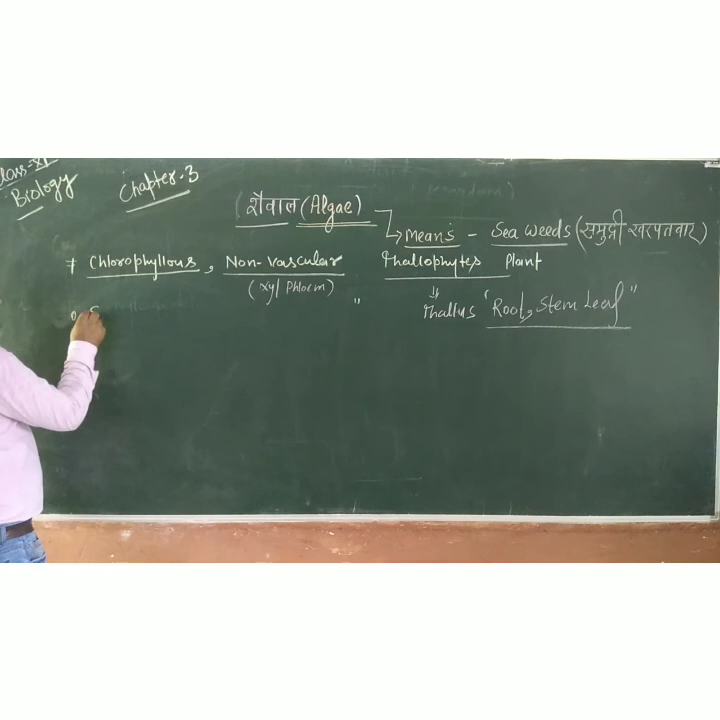 Class-XI
Biology
Chapter-3
(शैवाल (Algae)
Means - Sea Weeds (समुद्री खरपतवार)
Chlorophyllous, Non-vascular Thallophytes Plant
(xy/ Phloem) "
Thallus "Root, Stem Leaf"